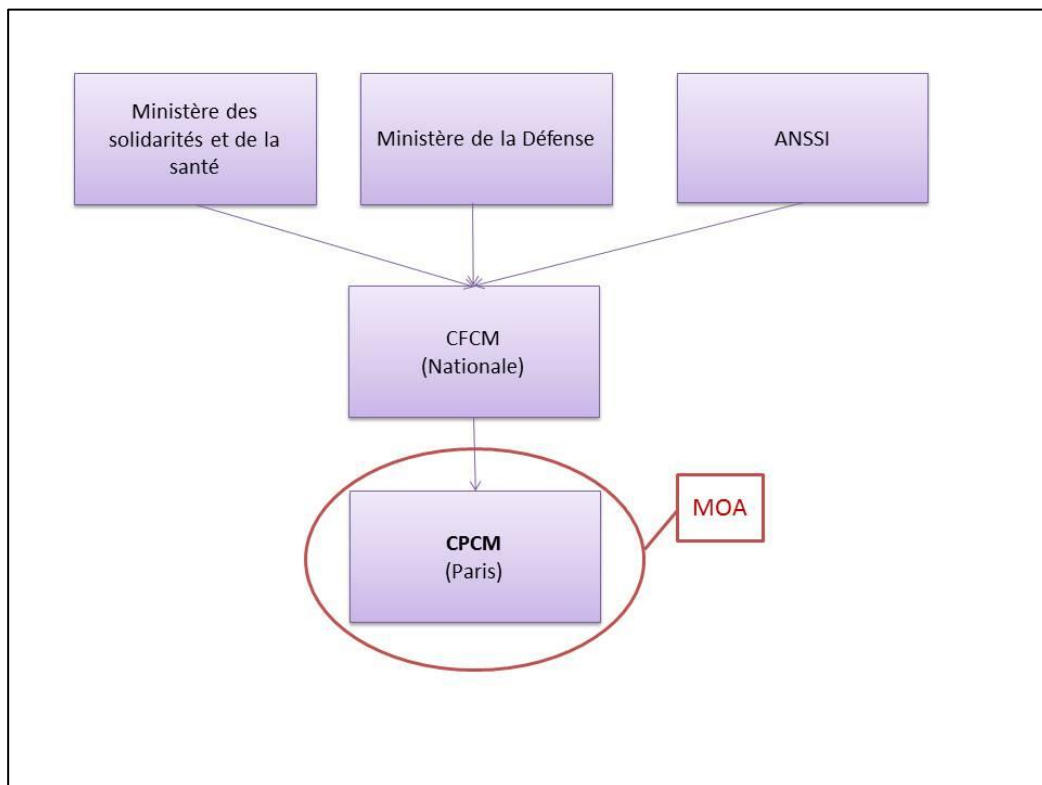 Ministère des
solidarités et de la
santé
Ministère de la Défense
ANSSI
CFCM
(Nationale)
CPCM
(Paris)
MOA